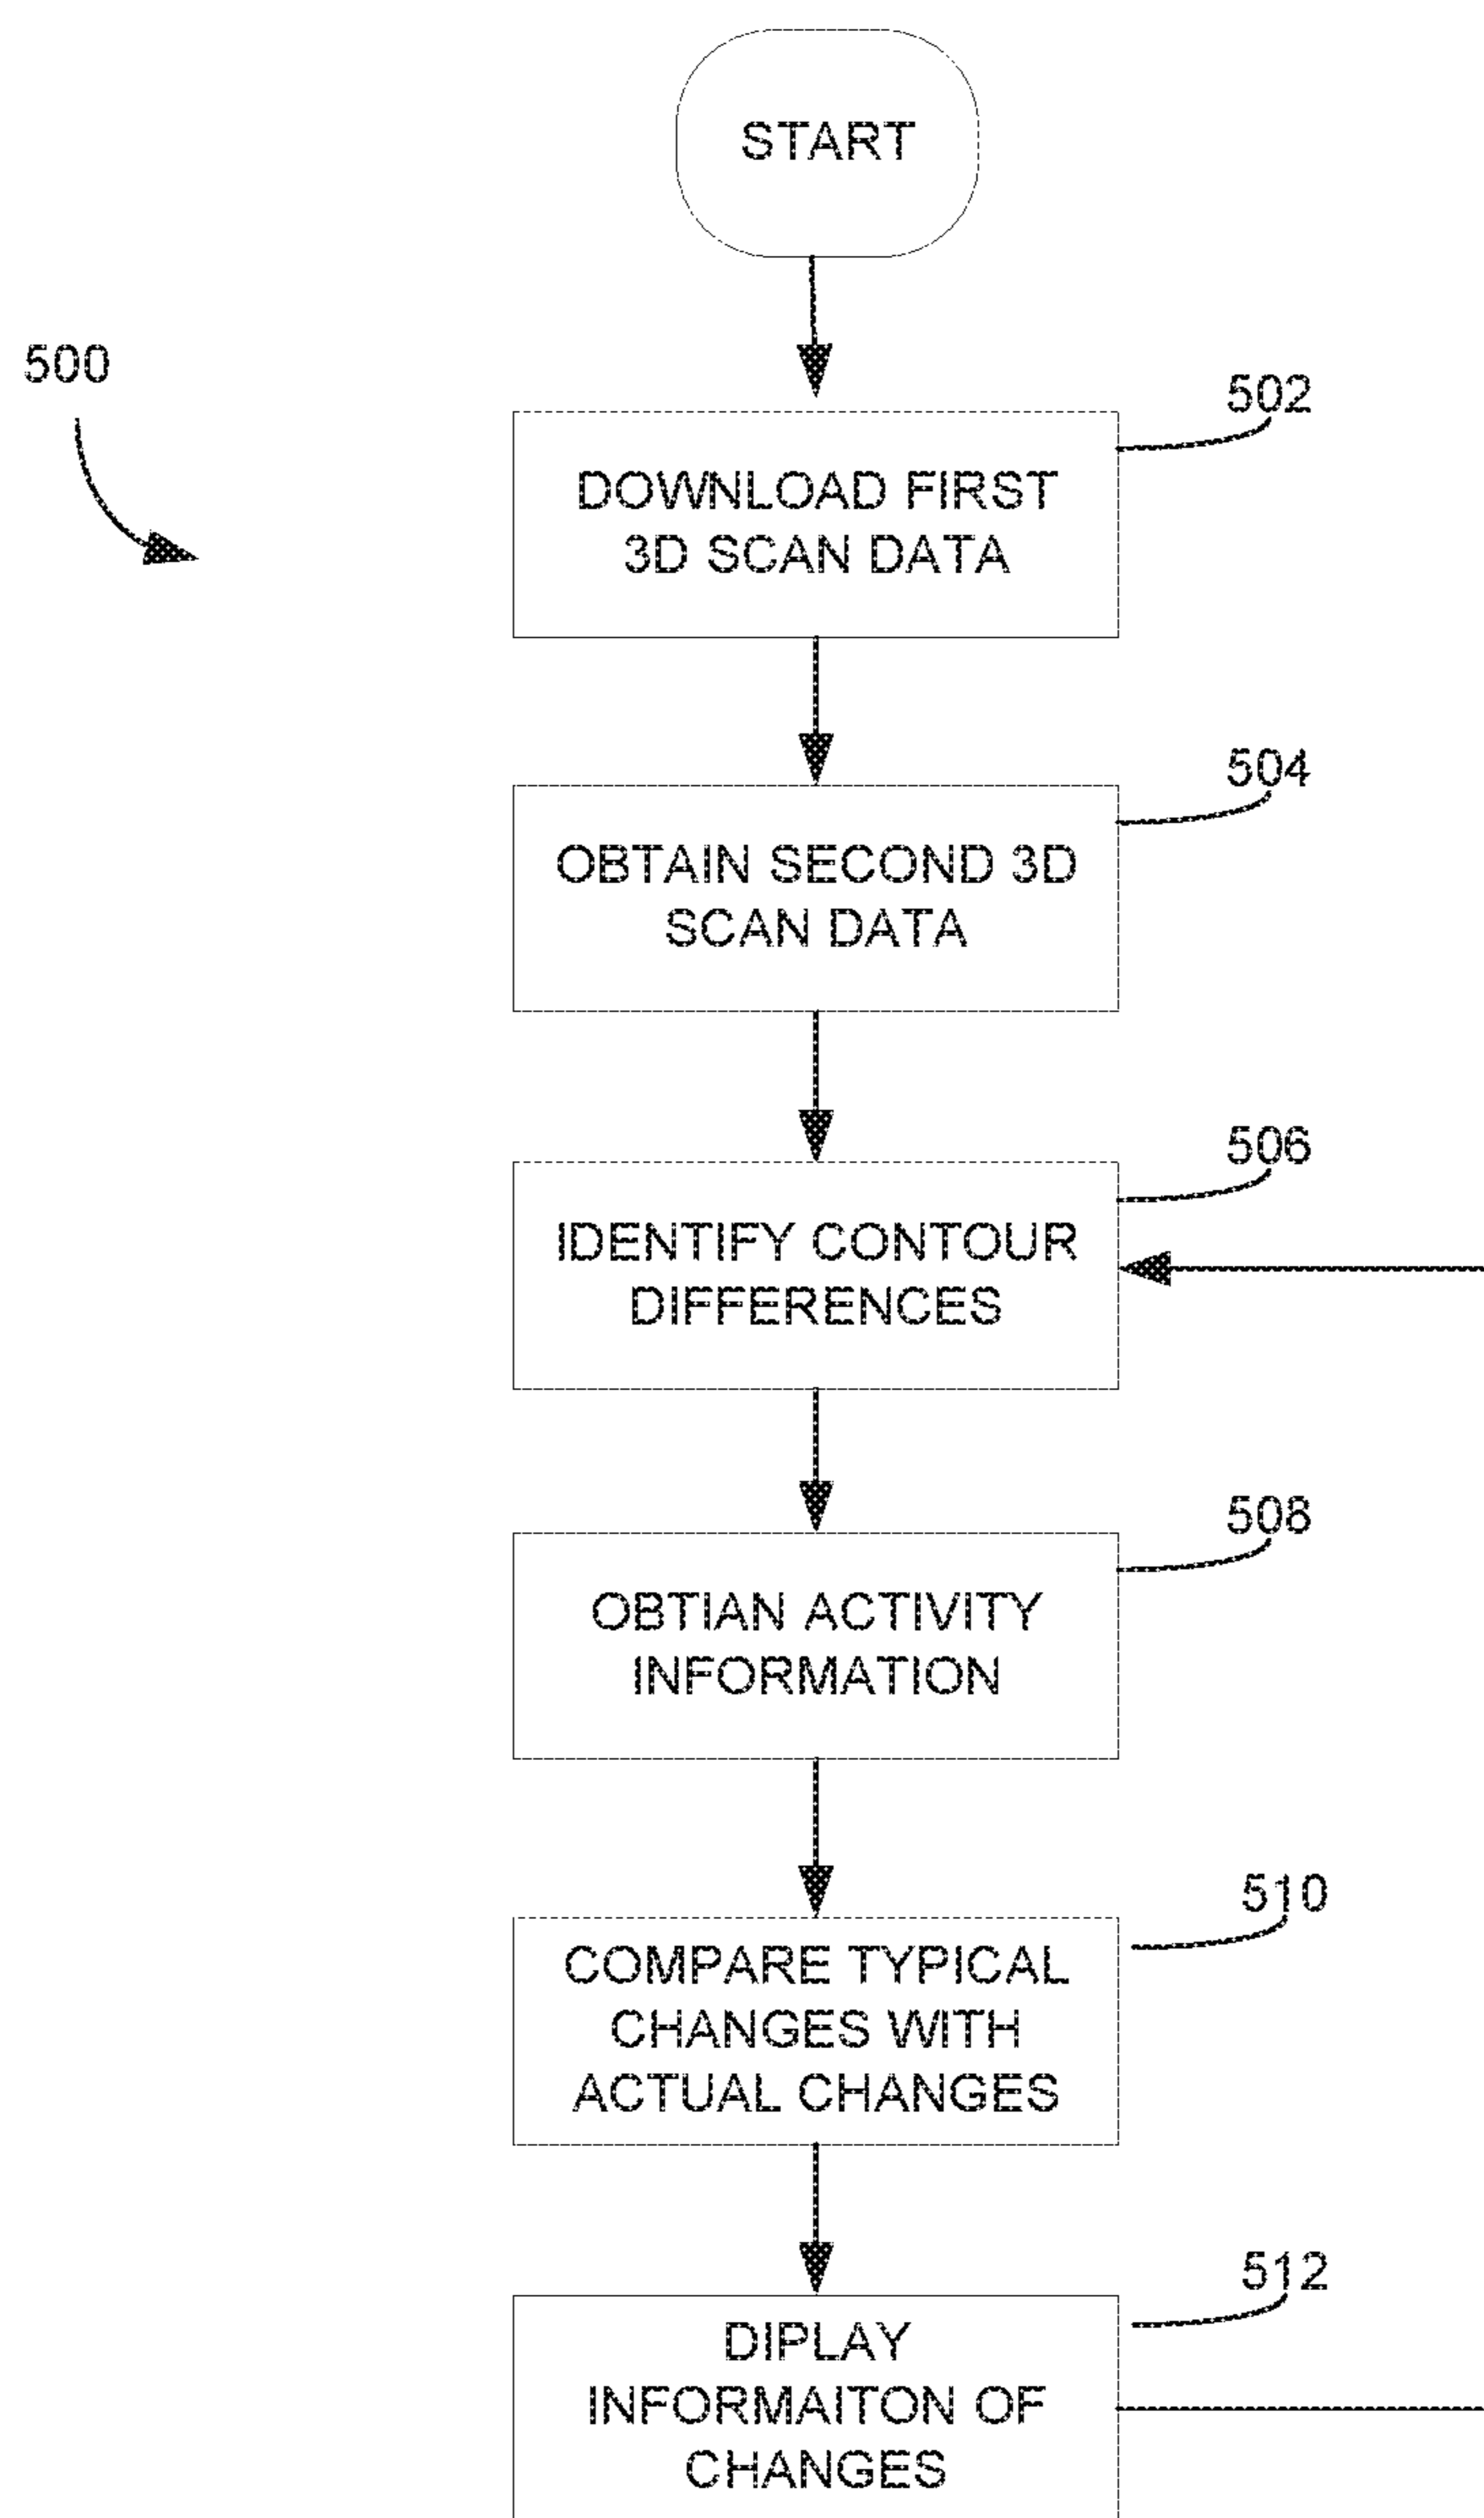 START
500
502
DOWNLOAD FIRST
3D SCAN DATA
504
OBTAIN SECOND 3D
SCAN DATA
506
IDENTIFY CONTOUR
DIFFERENCES
508
OBTIAN ACTIVITY
INFORMATION
510
COMPARE TYPICAL
CHANGES WITH
ACTUAL CHANGES
512
DIPLAY
INFORMAITON OF
CHANGES